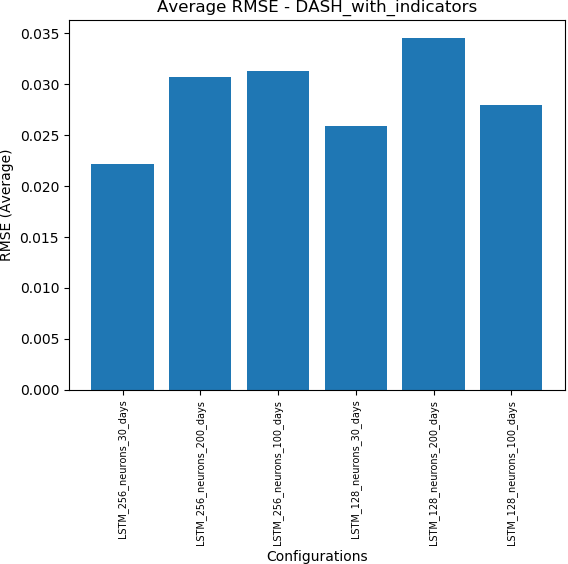 Average RMSE - DASH_with_indicators
RMSE (Average)
0.035
0.030
0.025
0.020
0.015
0.010
0.005
0.000
LSTM_256_neurons_30_days
LSTM_256_neurons_200_days
LSTM_256_neurons_100_days
LSTM_128_neurons_30_days
LSTM_128_neurons_200_days
LSTM_128_neurons_100_days
Configurations